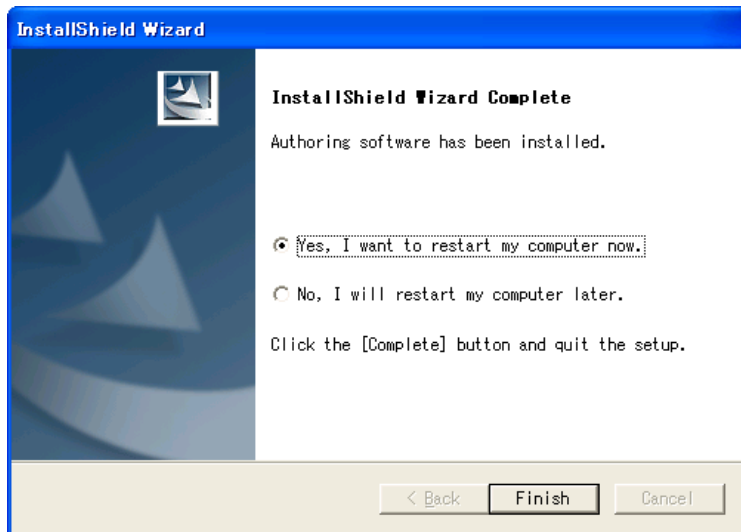 InstallShield Wizard
InstallShield Wizard Complete
Authoring software has been installed.
Yes, I want to restart my computer now.
No, I will restart my computer later.
Click the [Complete] button and quit the setup.
< Back
Finish
Cancel